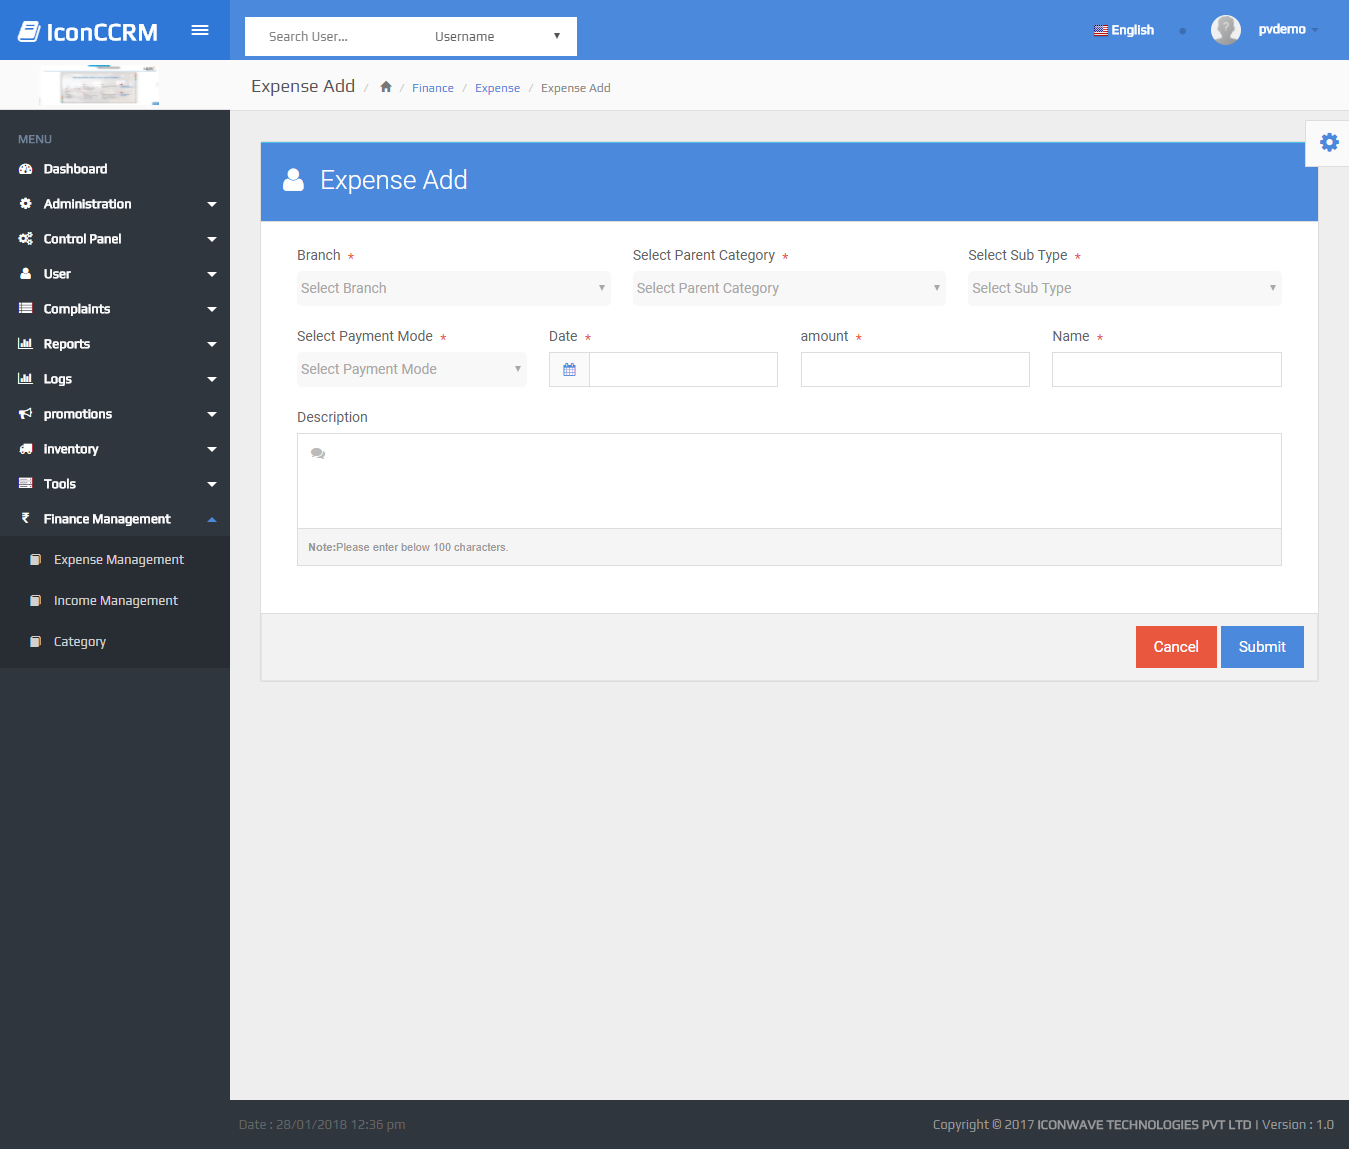 IconCCRM
Search User...
Username
English
pvdemo
Expense Add / / Finance / Expense / Expense Add
MENU
Dashboard
Administration
Control Panel
User
Complaints
Reports
Logs
promotions
Inventory
Tools
₹ Finance Management
Expense Management
Income Management
Category
Expense Add
Branch * Select Parent Category * Select Sub Type *
Select Branch Select Parent Category Select Sub Type
Select Payment Mode * Date * amount * Name *
Select Payment Mode
Description
Note:Please enter below 100 characters.
Cancel Submit
Date : 28/01/2018 12:36 pm
Copyright © 2017 ICONWAVE TECHNOLOGIES PVT LTD | Version : 1.0